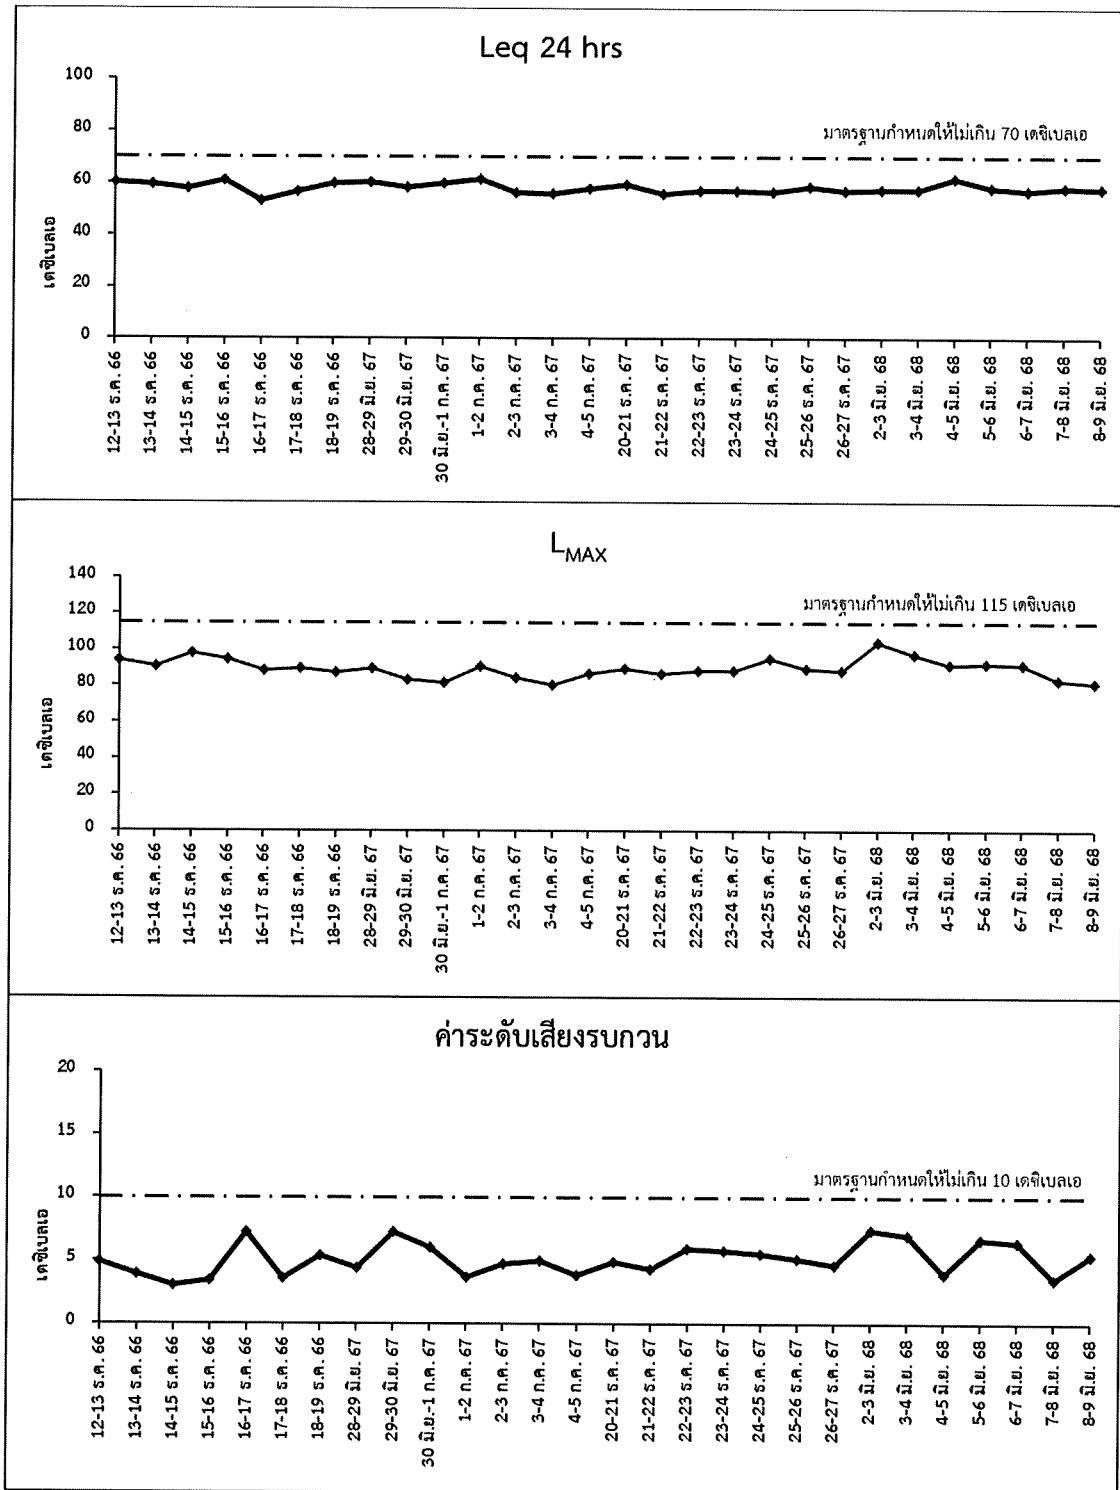 Leq 24 hrs
100
80
60
40
20
0
เดซิเบลเอ
มาตรฐานกำหนดให้ไม่เกิน 70 เดซิเบลเอ
12-13 ธ.ค. 66
13-14 ธ.ค. 66
14-15 ธ.ค. 66
15-16 ธ.ค. 66
16-17 ธ.ค. 66
17-18 ธ.ค. 66
18-19 ธ.ค. 66
28-29 มิ.ย. 67
29-30 มิ.ย. 67
30 มิ.ย.-1 ก.ค. 67
1-2 ก.ค. 67
2-3 ก.ค. 67
3-4 ก.ค. 67
4-5 ก.ค. 67
20-21 ธ.ค. 67
21-22 ธ.ค. 67
22-23 ธ.ค. 67
23-24 ธ.ค. 67
24-25 ธ.ค. 67
25-26 ธ.ค. 67
26-27 ธ.ค. 67
2-3 มิ.ย. 68
3-4 มิ.ย. 68
4-5 มิ.ย. 68
5-6 มิ.ย. 68
6-7 มิ.ย. 68
7-8 มิ.ย. 68
8-9 มิ.ย. 68
LMAX
140
120
100
80
60
40
20
0
เดซิเบลเอ
มาตรฐานกำหนดให้ไม่เกิน 115 เดซิเบลเอ
12-13 ธ.ค. 66
13-14 ธ.ค. 66
14-15 ธ.ค. 66
15-16 ธ.ค. 66
16-17 ธ.ค. 66
17-18 ธ.ค. 66
18-19 ธ.ค. 66
28-29 มิ.ย. 67
29-30 มิ.ย. 67
30 มิ.ย.-1 ก.ค. 67
1-2 ก.ค. 67
2-3 ก.ค. 67
3-4 ก.ค. 67
4-5 ก.ค. 67
20-21 ธ.ค. 67
21-22 ธ.ค. 67
22-23 ธ.ค. 67
23-24 ธ.ค. 67
24-25 ธ.ค. 67
25-26 ธ.ค. 67
26-27 ธ.ค. 67
2-3 มิ.ย. 68
3-4 มิ.ย. 68
4-5 มิ.ย. 68
5-6 มิ.ย. 68
6-7 มิ.ย. 68
7-8 มิ.ย. 68
8-9 มิ.ย. 68
ค่าระดับเสียงรบกวน
20
15
10
5
0
เดซิเบลเอ
มาตรฐานกำหนดให้ไม่เกิน 10 เดซิเบลเอ
12-13 ธ.ค. 66
13-14 ธ.ค. 66
14-15 ธ.ค. 66
15-16 ธ.ค. 66
16-17 ธ.ค. 66
17-18 ธ.ค. 66
18-19 ธ.ค. 66
28-29 มิ.ย. 67
29-30 มิ.ย. 67
30 มิ.ย.-1 ก.ค. 67
1-2 ก.ค. 67
2-3 ก.ค. 67
3-4 ก.ค. 67
4-5 ก.ค. 67
20-21 ธ.ค. 67
21-22 ธ.ค. 67
22-23 ธ.ค. 67
23-24 ธ.ค. 67
24-25 ธ.ค. 67
25-26 ธ.ค. 67
26-27 ธ.ค. 67
2-3 มิ.ย. 68
3-4 มิ.ย. 68
4-5 มิ.ย. 68
5-6 มิ.ย. 68
6-7 มิ.ย. 68
7-8 มิ.ย. 68
8-9 มิ.ย. 68